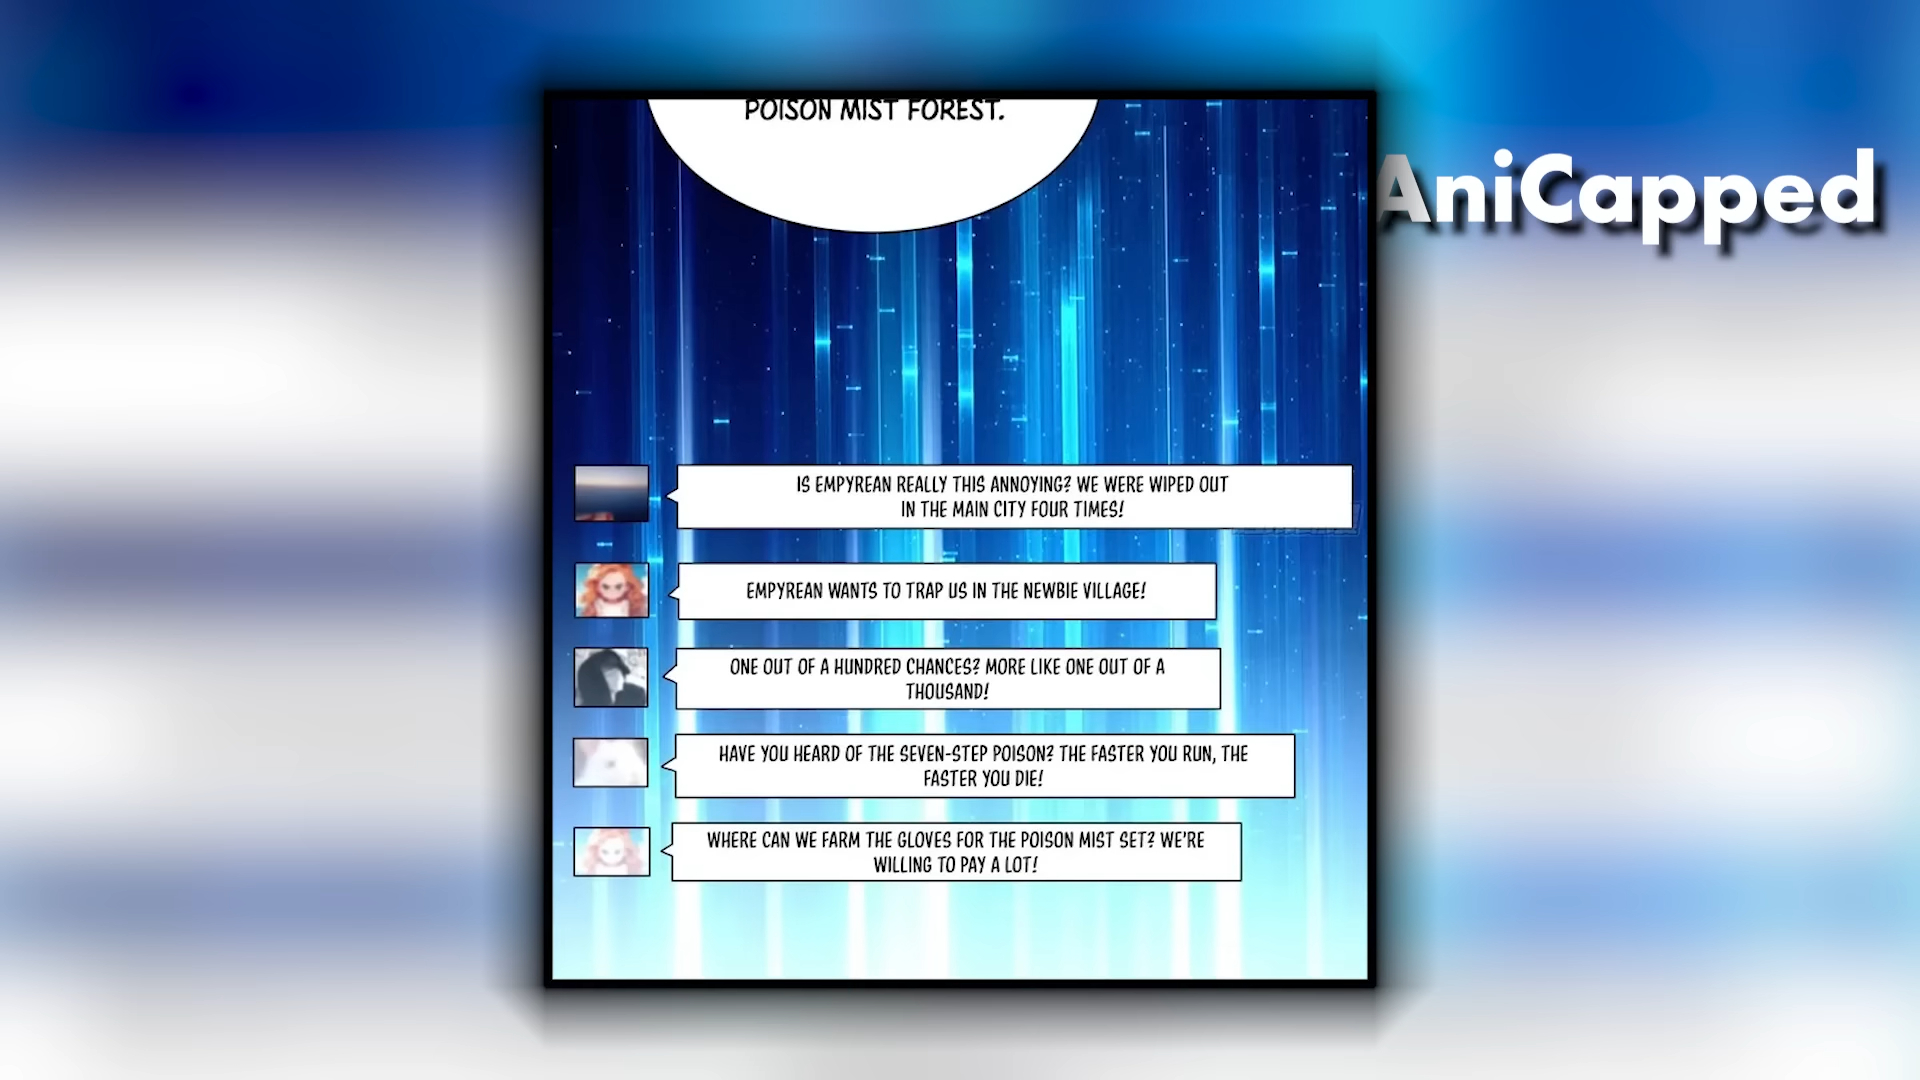 POISON MIST FOREST.
AniCapped
IS EMPYREAN REALLY THIS ANNOYING? WE WERE WIPED OUT
IN THE MAIN CITY FOUR TIMES!
EMPYREAN WANTS TO TRAP US IN THE NEWBIE VILLAGE!
ONE OUT OF A HUNDRED CHANCES? MORE LIKE ONE OUT OF A
THOUSAND!
HAVE YOU HEARD OF THE SEVEN-STEP POISON? THE FASTER YOU RUN, THE
FASTER YOU DIE!
WHERE CAN WE FARM THE GLOVES FOR THE POISON MIST SET? WE'RE
WILLING TO PAY A LOT!